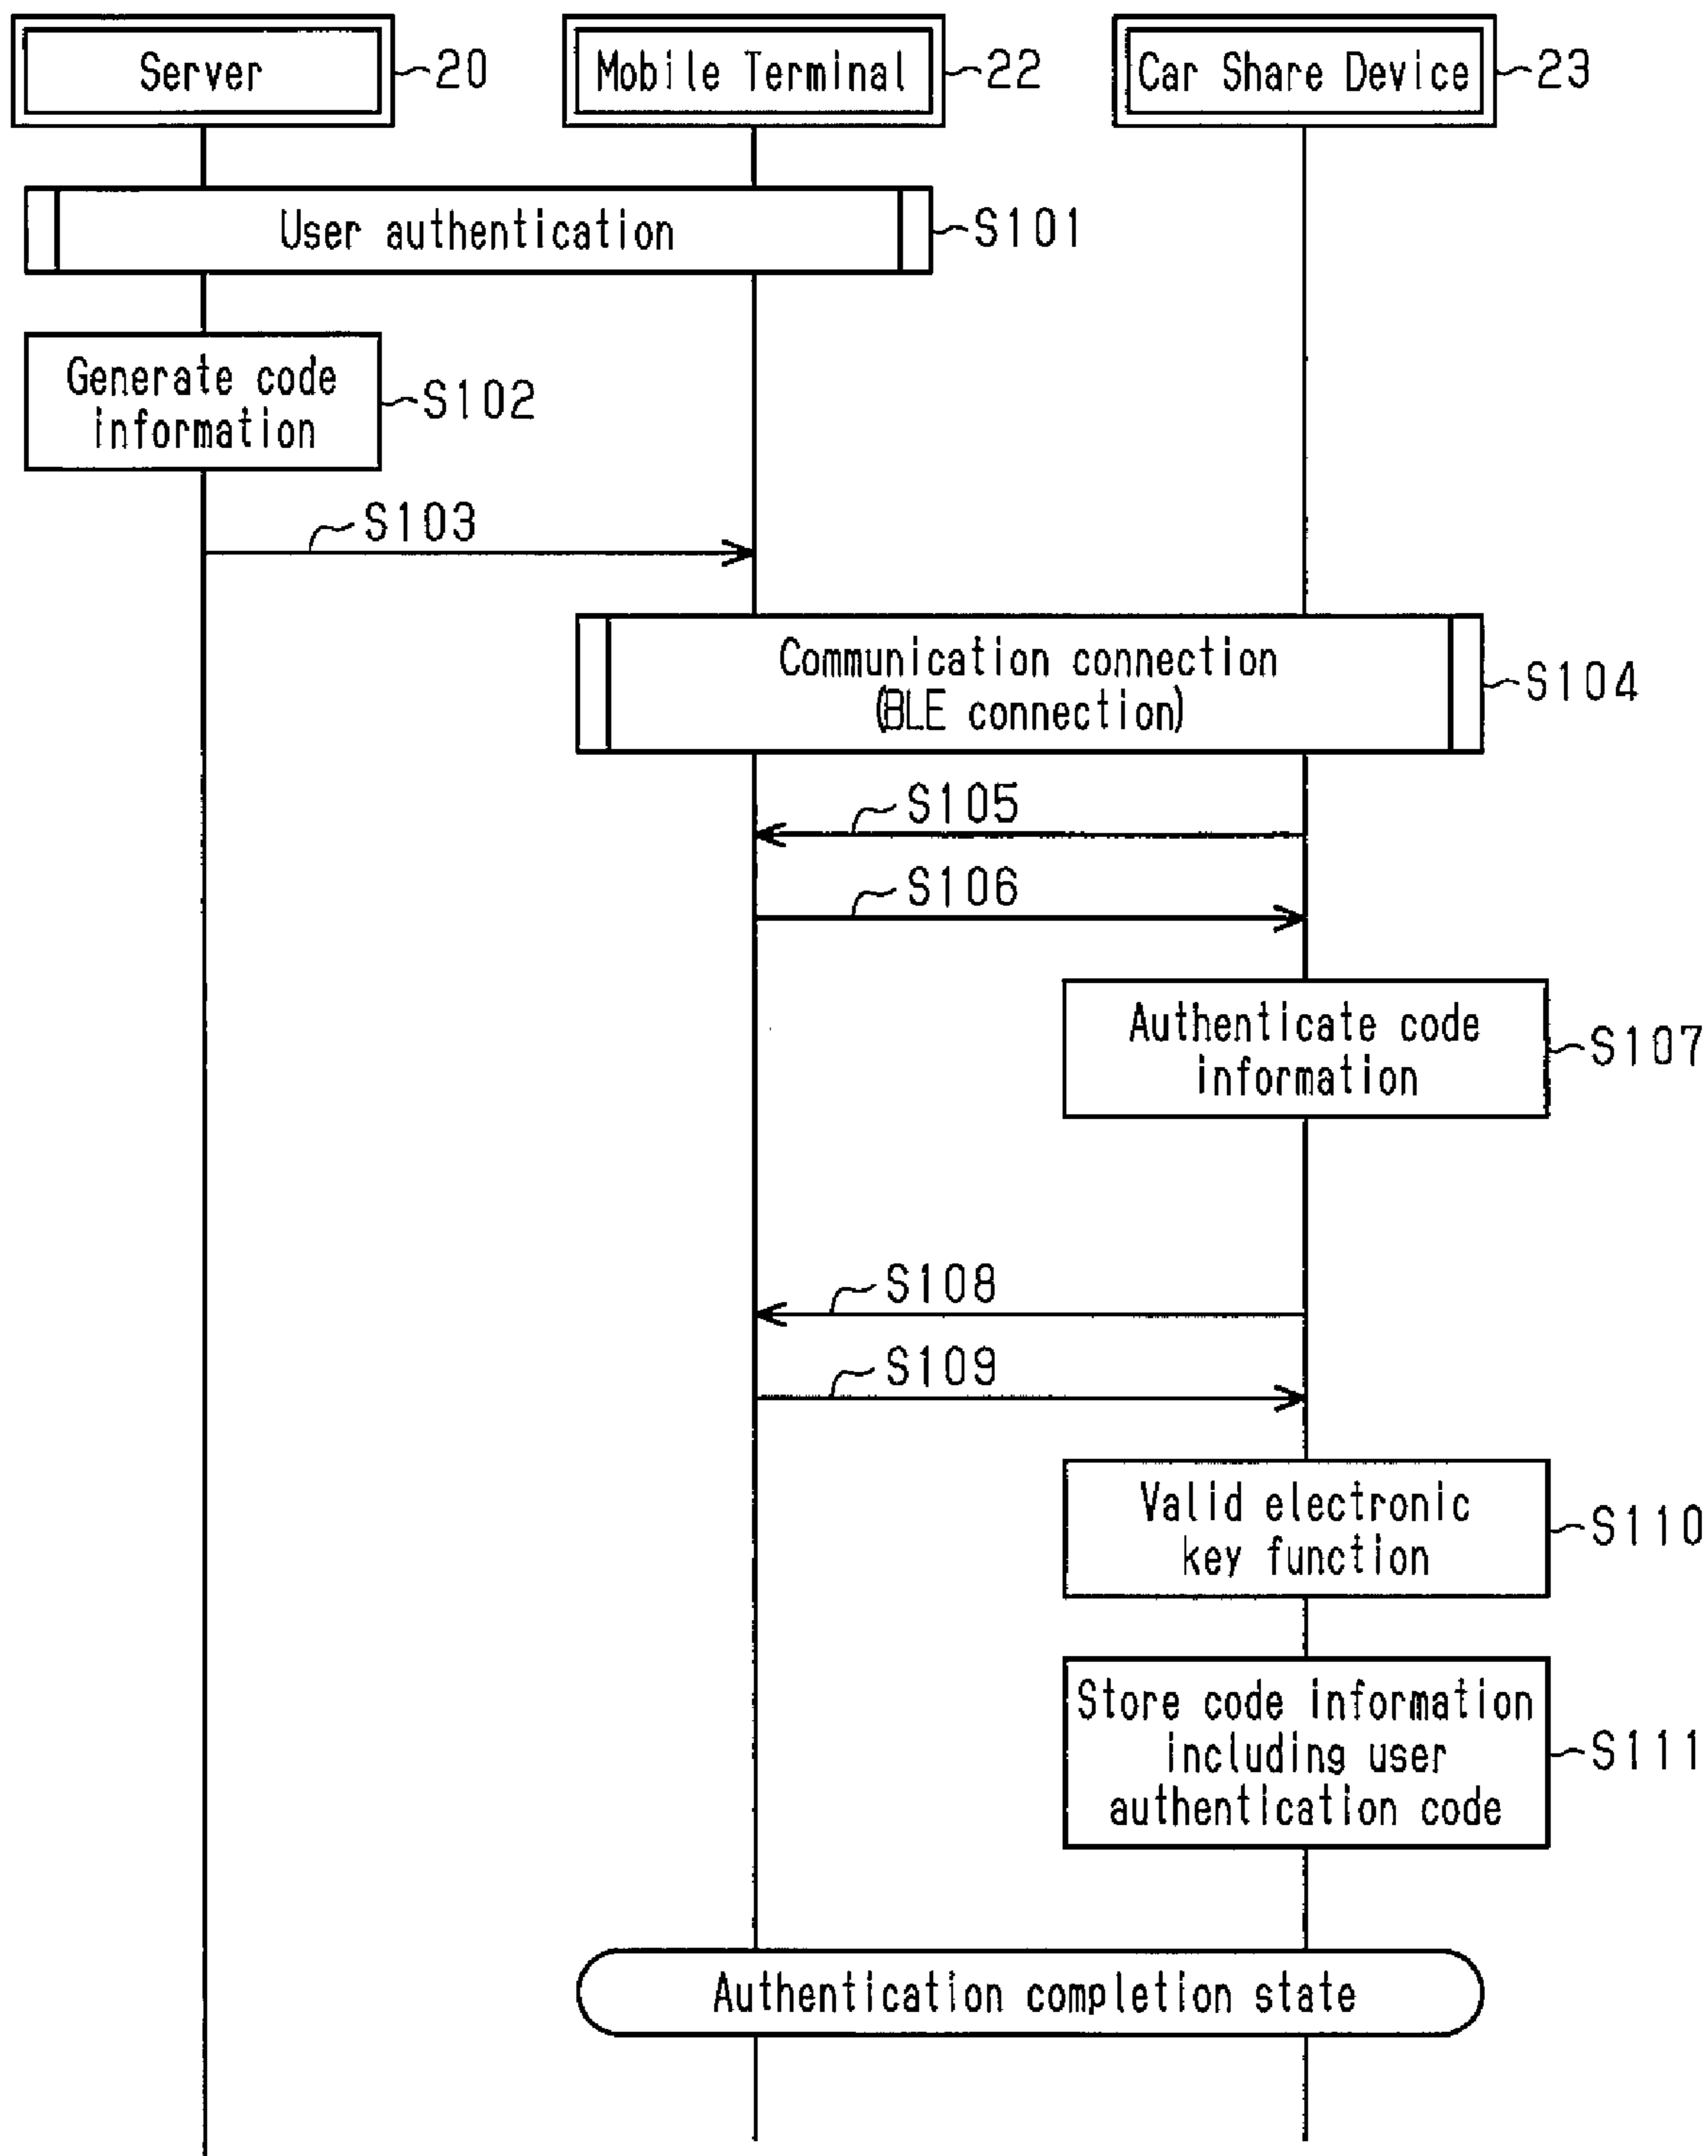 Server
20
Mobile Terminal
22
Car Share Device
23
User authentication
S101
Generate code
information
S102
S103
Communication connection
(BLE connection)
S104
S105
S106
Authenticate code
information
S107
S108
S109
Valid electronic
key function
S110
Store code information
including user
authentication code
S111
Authentication completion state